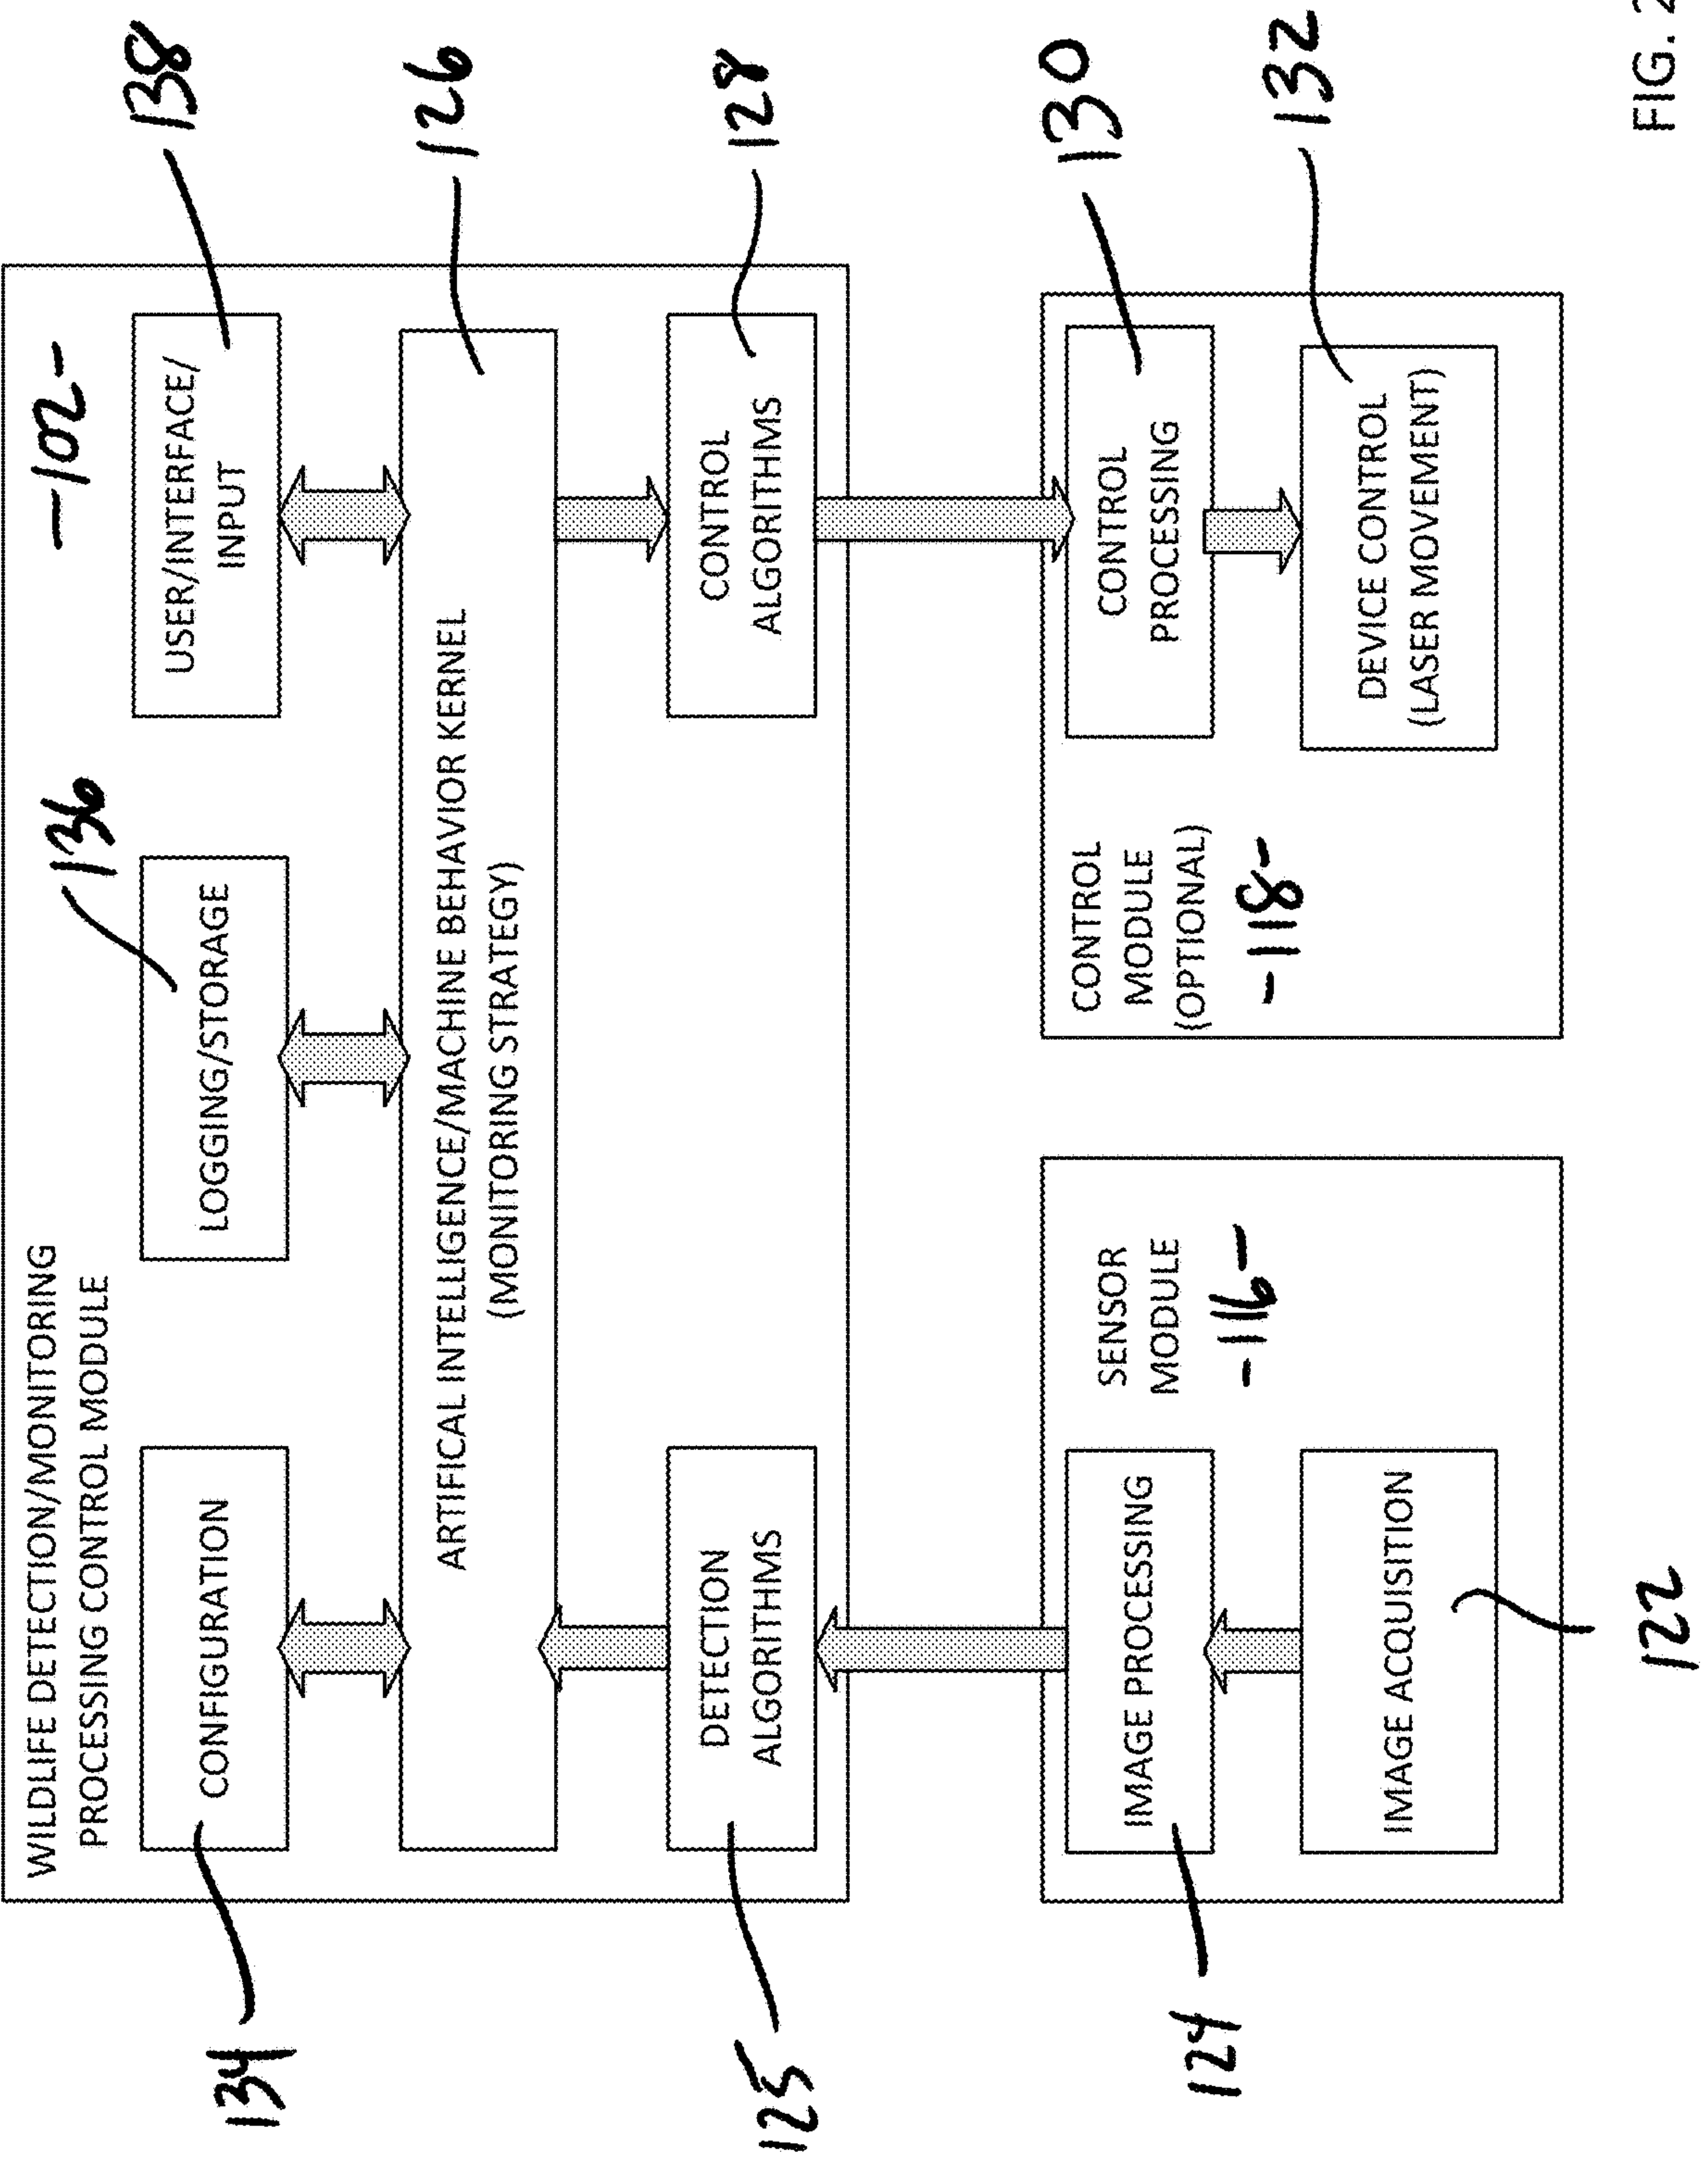 WILDLIFE DETECTION/MONITORING
PROCESSING CONTROL MODULE
-102-
134
CONFIGURATION
136
LOGGING/STORAGE
138
USER/INTERFACE/
INPUT
126
ARTIFICAL INTELLIGENCE/MACHINE BEHAVIOR KERNEL
(MONITORING STRATEGY)
125
DETECTION
ALGORITHMS
128
CONTROL
ALGORITHMS
124
IMAGE PROCESSING
SENSOR
MODULE
-116-
IMAGE ACQUISITION
122
CONTROL
MODULE
(OPTIONAL)
-118-
130
CONTROL
PROCESSING
132
DEVICE CONTROL
(LASER MOVEMENT)
FIG. 2